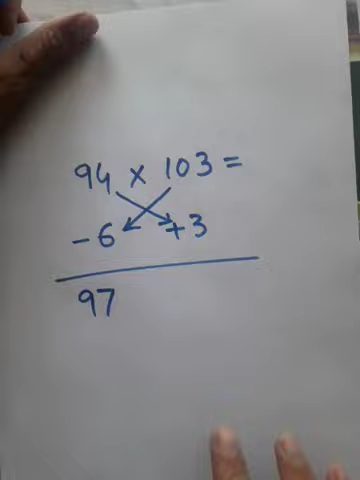 94 x 103 =
-6 +3
97